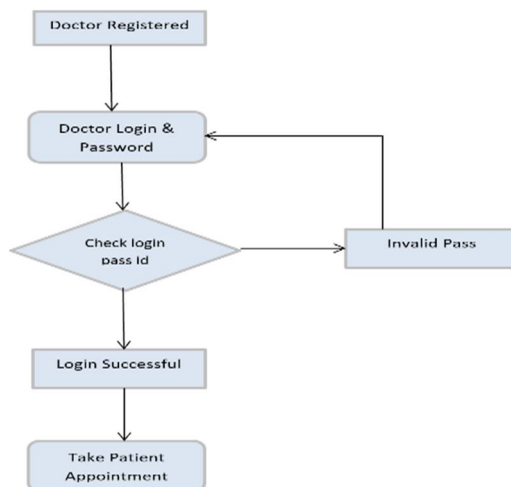 Doctor Registered
Doctor Login &
Password
Check login
pass id
Invalid Pass
Login Successful
Take Patient
Appointment